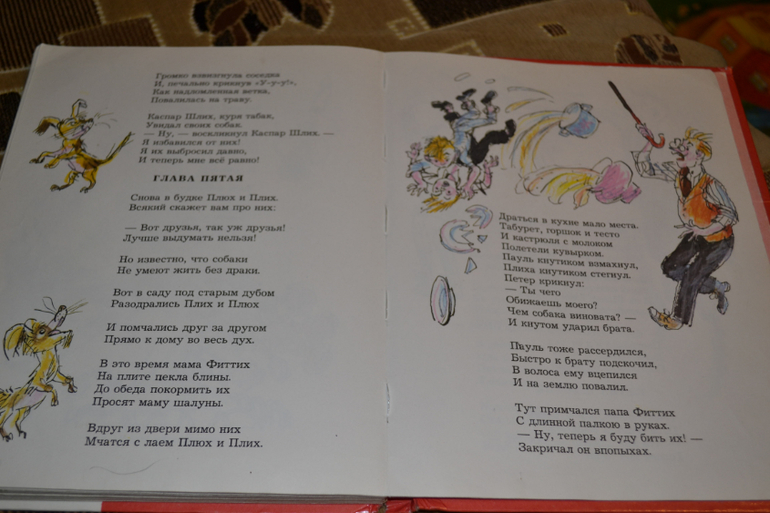 Громко взвизгнула соседка
И, печально крикнув «У-у-у!»,
Как надломленная ветка,
Повалилась на траву.
Каспар Шлих, куря табак,
Увидал своих собак.
— Ну, — воскликнул Каспар Шлих, —
Я избавился от них!
Я их выбросил давно,
И теперь мне всё равно!
ГЛАВА ПЯТАЯ
Снова в будке Плюх и Плих.
Всякий скажет вам про них:
— Вот друзья, так уж друзья!
Лучше выдумать нельзя!
Но известно, что собаки
Не умеют жить без драки.
Вот в саду под старым дубом
Разодрались Плих и Плюх
И помчались друг за другом
Прямо к дому во весь дух.
В это время мама Фиттих
На плите пекла блины.
До обеда покормить их
Просят маму шалуны.
Вдруг из двери мимо них
Мчатся с лаем Плюх и Плих.
Драться в кухне мало места.
Табурет, горшок и тесто
И кастрюля с молоком
Полетели кувырком.
Пауль кнутиком взмахнул,
Плиха кнутиком стегнул.
Петер крикнул:
— Ты чего
Обижаешь моего?
Чем собака виновата? —
И кнутом ударил брата.
Пауль тоже рассердился,
Быстро к брату подскочил,
В волоса ему вцепился
И на землю повалил.
Тут примчался папа Фиттих
С длинной палкою в руках.
— Ну, теперь я буду бить их! —
Закричал он впопыхах.